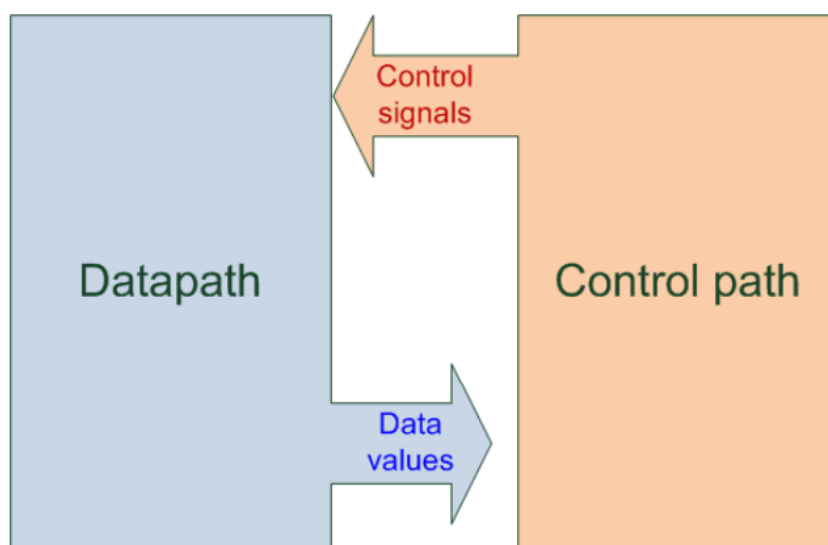 Control
signals
Datapath
Control path
Data
values